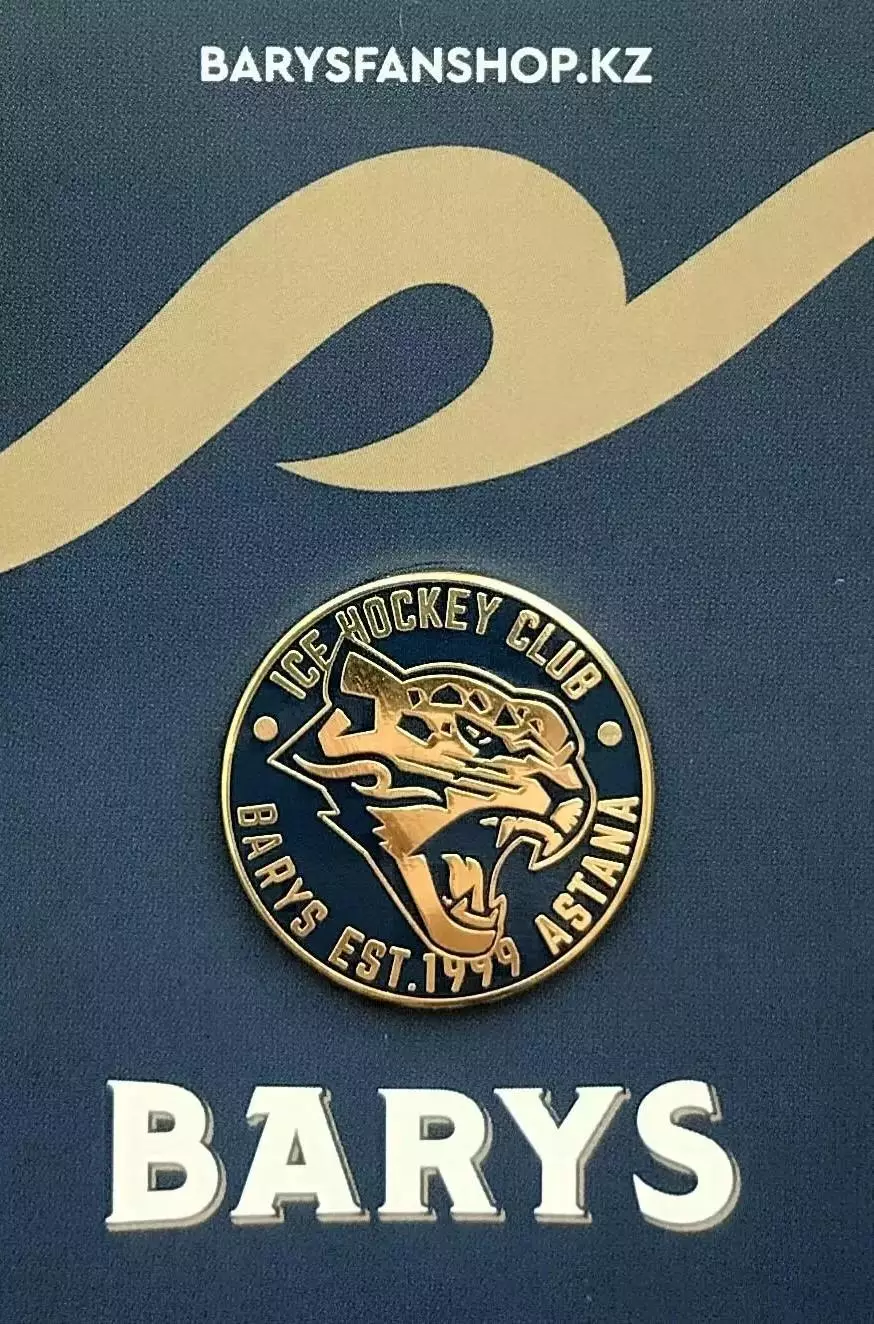 BARYSFANSHOP.KZ
ICE HOCKEY CLUB
BARYS EST.1999 ASTANA
BARYS